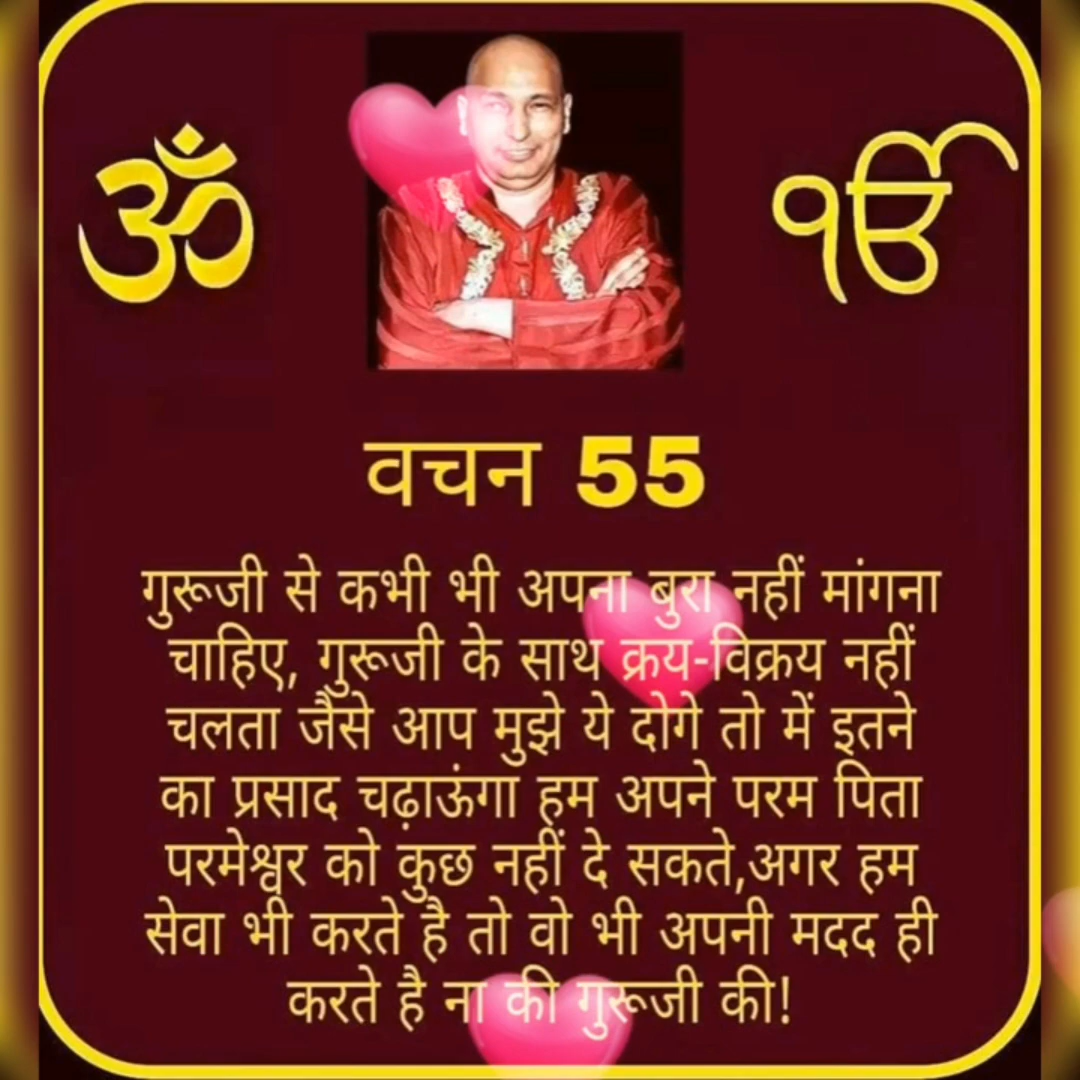 ॐ
ੴ
वचन 55
गुरूजी से कभी भी अपना बुरा नहीं मांगना
चाहिए, गुरूजी के साथ क्रय-विक्रय नहीं
चलता जैसे आप मुझे ये दोगे तो में इतने
का प्रसाद चढ़ाऊंगा हम अपने परम पिता
परमेश्वर को कुछ नहीं दे सकते,अगर हम
सेवा भी करते है तो वो भी अपनी मदद ही
करते है ना की गुरूजी की!